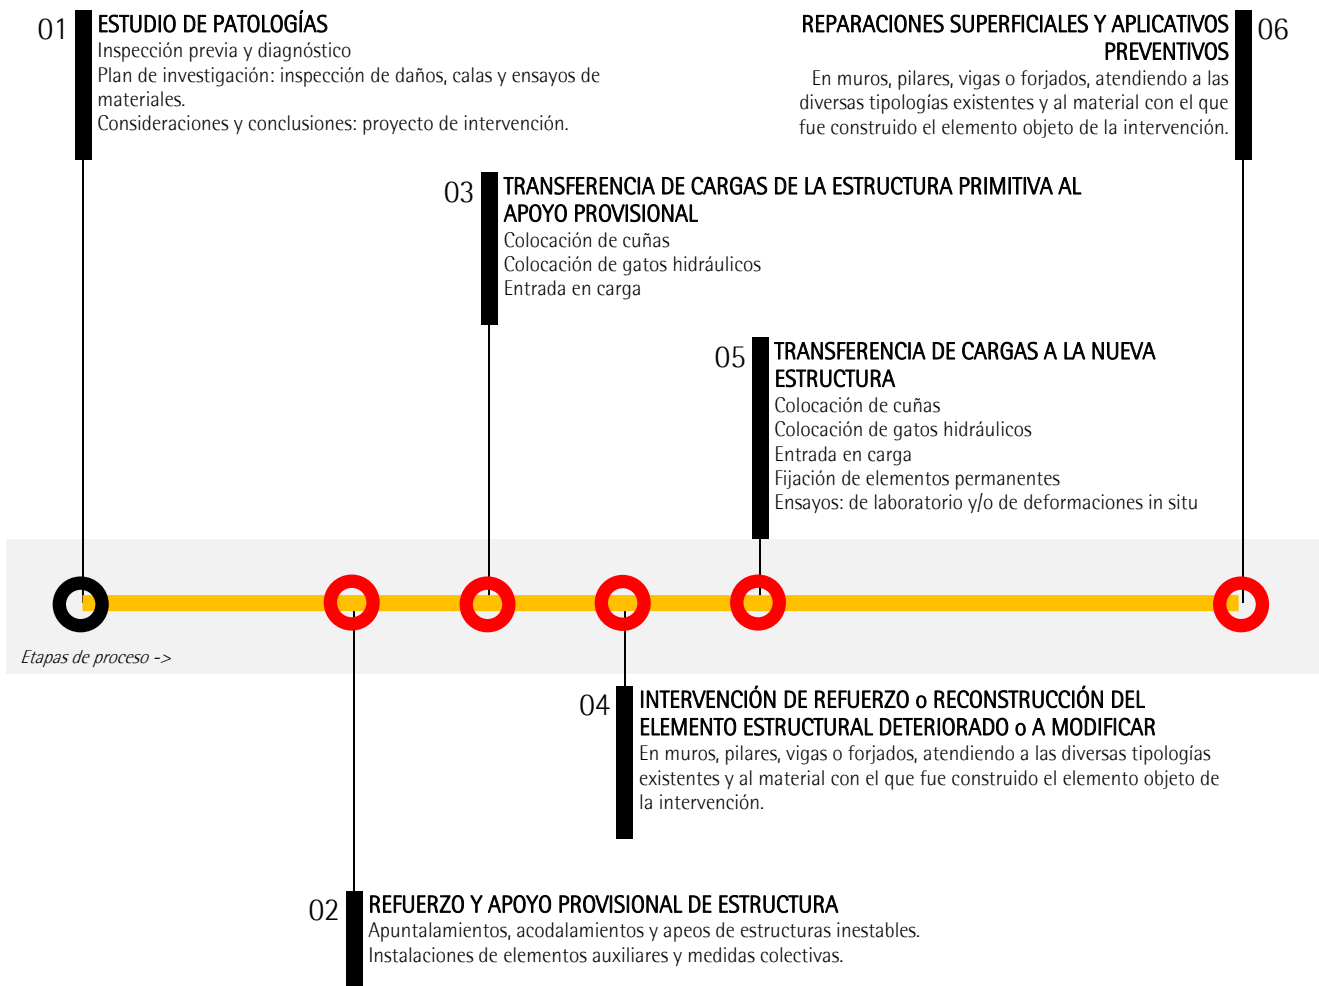 01
ESTUDIO DE PATOLOGÍAS
Inspección previa y diagnóstico
Plan de investigación: inspección de daños, calas y ensayos de
materiales.
Consideraciones y conclusiones: proyecto de intervención.
REPARACIONES SUPERFICIALES Y APLICATIVOS
PREVENTIVOS
06
En muros, pilares, vigas o forjados, atendiendo a las
diversas tipologías existentes y al material con el que
fue construido el elemento objeto de la intervención.
03
TRANSFERENCIA DE CARGAS DE LA ESTRUCTURA PRIMITIVA AL
APOYO PROVISIONAL
Colocación de cuñas
Colocación de gatos hidráulicos
Entrada en carga
05
TRANSFERENCIA DE CARGAS A LA NUEVA
ESTRUCTURA
Colocación de cuñas
Colocación de gatos hidráulicos
Entrada en carga
Fijación de elementos permanentes
Ensayos: de laboratorio y/o de deformaciones in situ
Etapas de proceso ->
04
INTERVENCIÓN DE REFUERZO o RECONSTRUCCIÓN DEL
ELEMENTO ESTRUCTURAL DETERIORADO o A MODIFICAR
En muros, pilares, vigas o forjados, atendiendo a las diversas tipologías
existentes y al material con el que fue construido el elemento objeto de
la intervención.
02
REFUERZO Y APOYO PROVISIONAL DE ESTRUCTURA
Apuntalamientos, acodalamientos y apeos de estructuras inestables.
Instalaciones de elementos auxiliares y medidas colectivas.